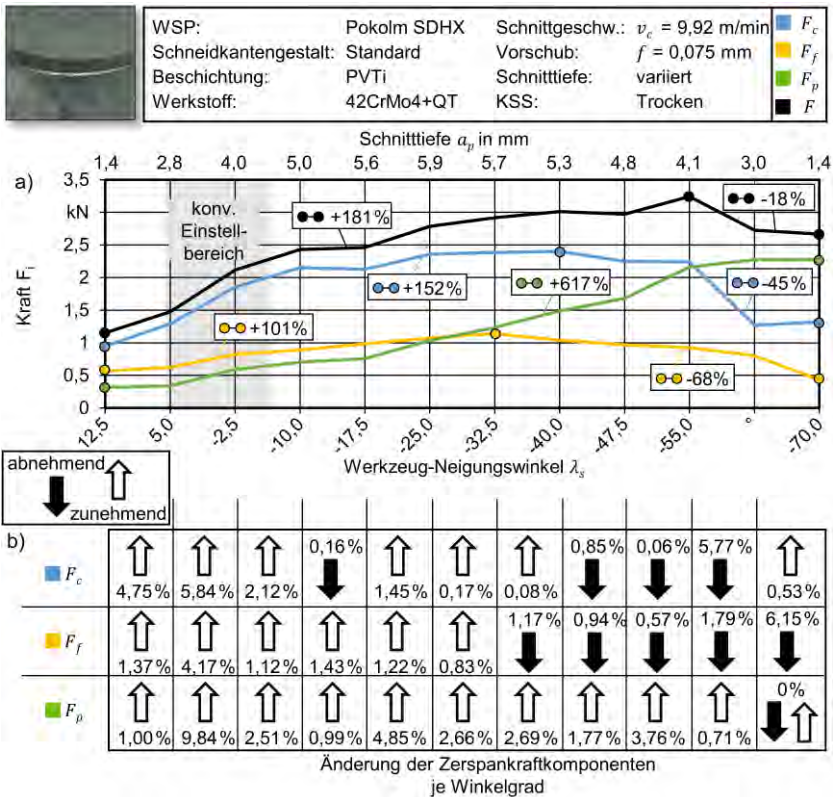 WSP: Pokolm SDHX Schnittgeschw.: v_c = 9,92 m/min F_c
Schneidkantengestalt: Standard Vorschub: f = 0,075 mm F_f
Beschichtung: PVTi Schnitttiefe: variiert F_p
Werkstoff: 42CrMo4+QT KSS: Trocken F
Schnitttiefe a_p in mm
1,4 2,8 4,0 5,0 5,6 5,9 5,7 5,3 4,8 4,1 3,0 1,4
a)
3,5
kN
2,5
2
1,5
1
0,5
0
Kraft F_i
konv.
Einstell-
bereich
+181%
-18%
+152%
+617%
-45%
+101%
-68%
12,5 5,0 -2,5 -10,0 -17,5 -25,0 -32,5 -40,0 -47,5 -55,0 ° -70,0
Werkzeug-Neigungswinkel λ_s
abnehmend
zunehmend
b)
F_c 4,75% 5,84% 2,12% 0,16% 1,45% 0,17% 0,08% 0,85% 0,06% 5,77% 0,53%
F_f 1,37% 4,17% 1,12% 1,43% 1,22% 0,83% 1,17% 0,94% 0,57% 1,79% 6,15%
F_p 1,00% 9,84% 2,51% 0,99% 4,85% 2,66% 2,69% 1,77% 3,76% 0,71% 0%
Änderung der Zerspankraftkomponenten
je Winkelgrad